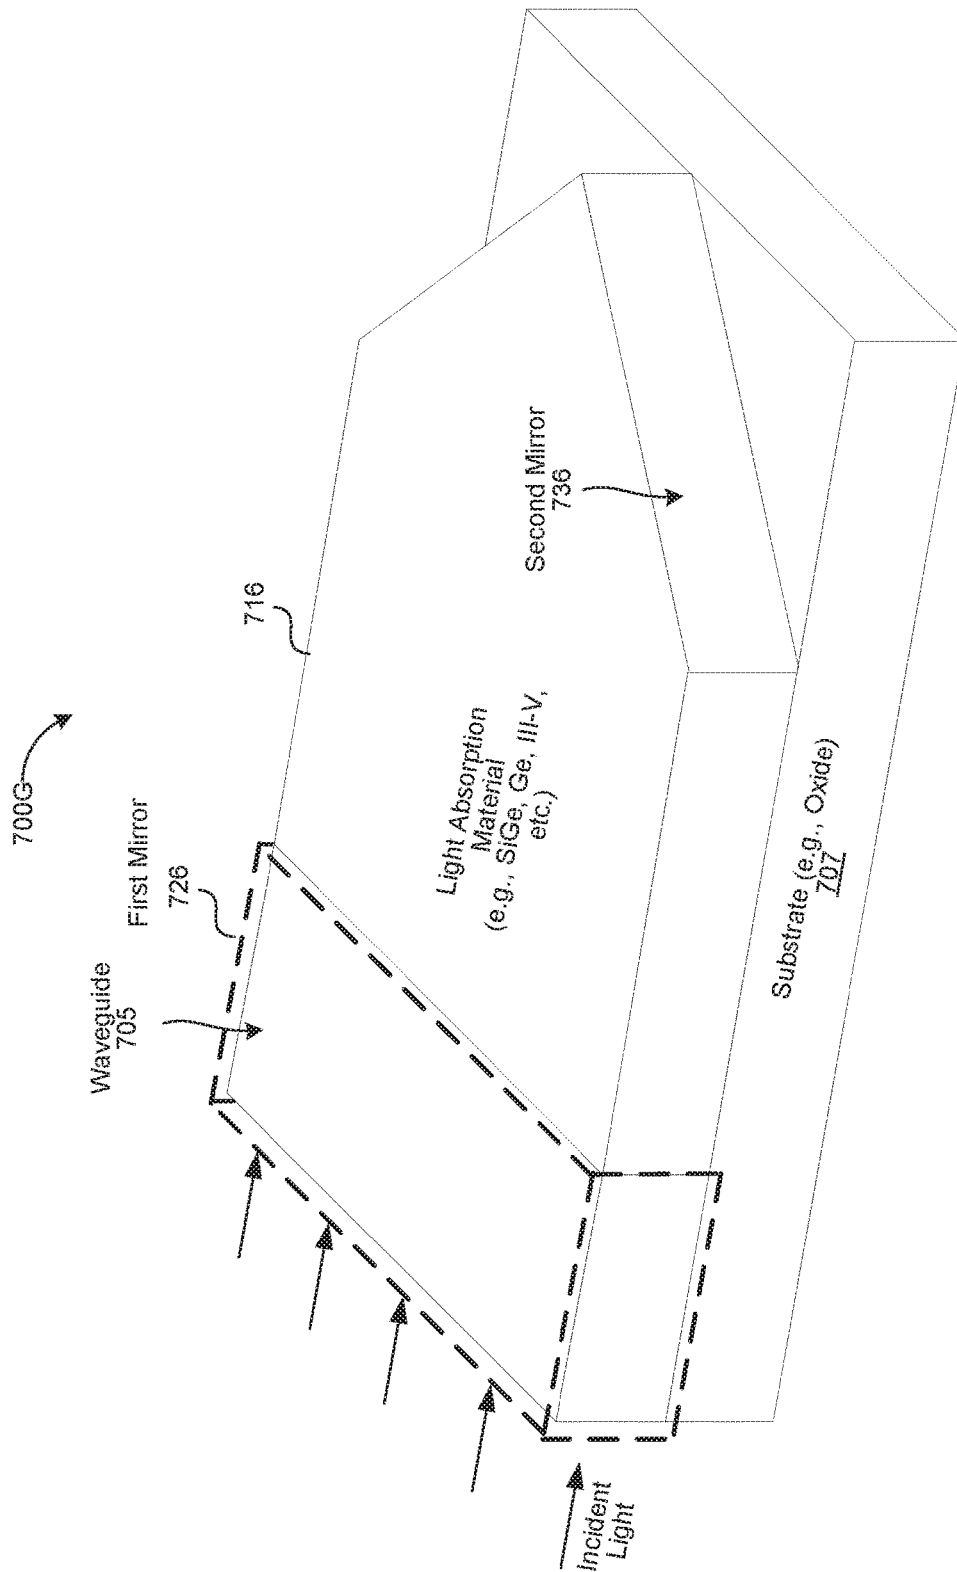 700G
First Mirror
726
Waveguide
705
716
Second Mirror
736
Light Absorption
Material
(e.g., SiGe, Ge, III-V,
etc.)
Substrate (e.g., Oxide)
707
Incident
Light